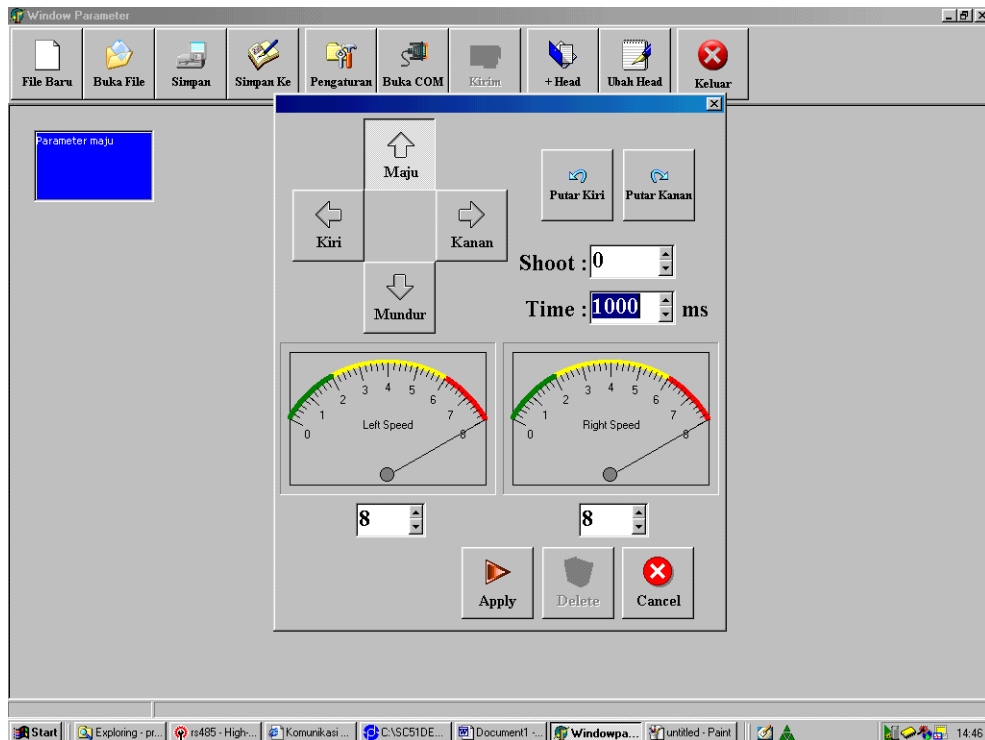 Window Parameter
File Baru Buka File Simpan Simpan Ke Pengaturan Buka COM Kirim + Head Ubah Head Keluar
Parameter maju
Maju
Putar Kiri Putar Kanan
Kiri Kanan
Shoot : 0
Mundur
Time : 1000 ms
0 1 2 3 4 5 6 7 8
Left Speed
0 1 2 3 4 5 6 7 8
Right Speed
8 8
Apply Delete Cancel
Start Exploring - pr... rs485 - High-... Komunikasi ... C:\SC51DE... Document1 -... Windowpa... untitled - Paint 14:46